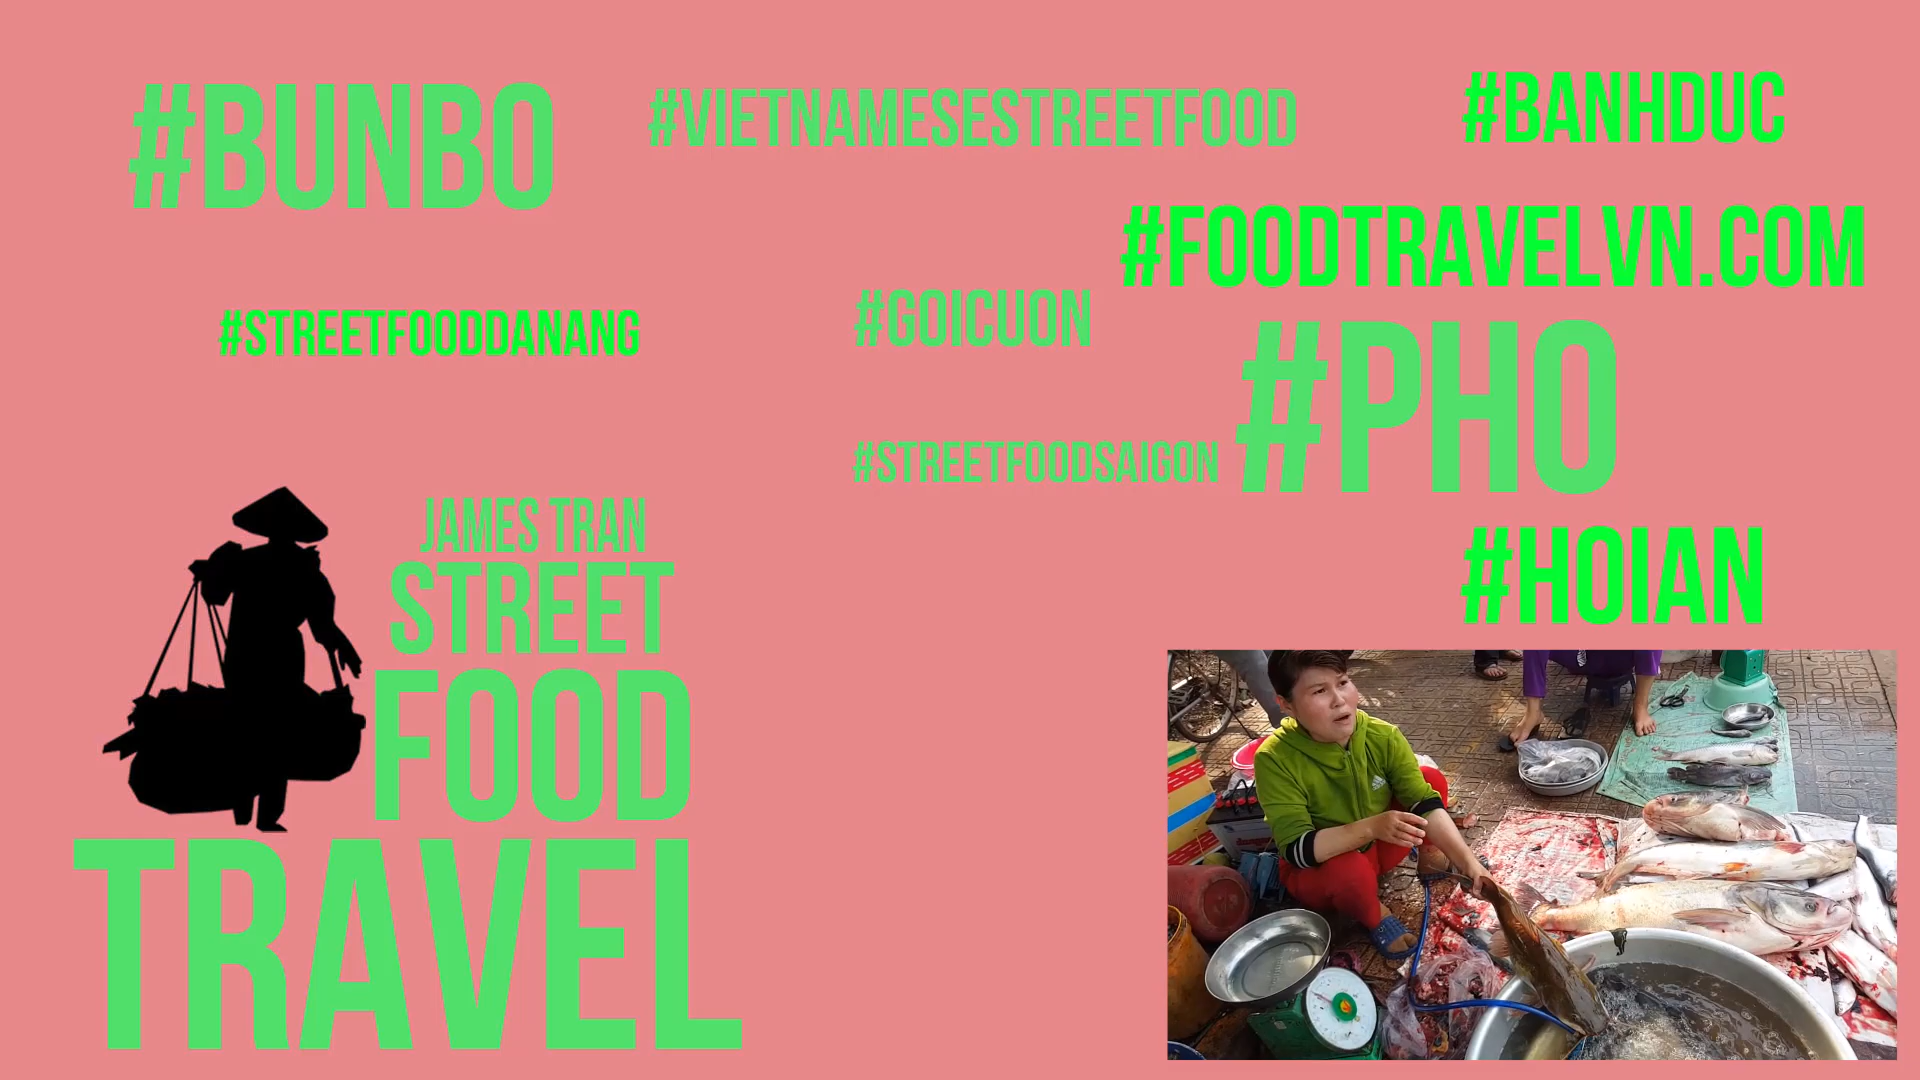 #BUNBO
#VIETNAMESESTREETFOOD
#BANHDUC
#FOODTRAVELVN.COM
#STREETFOODDANANG
#GOICUON
#PHO
#STREETFOODSAIGON
#HOIAN
JAMES TRAN
STREET
FOOD
TRAVEL